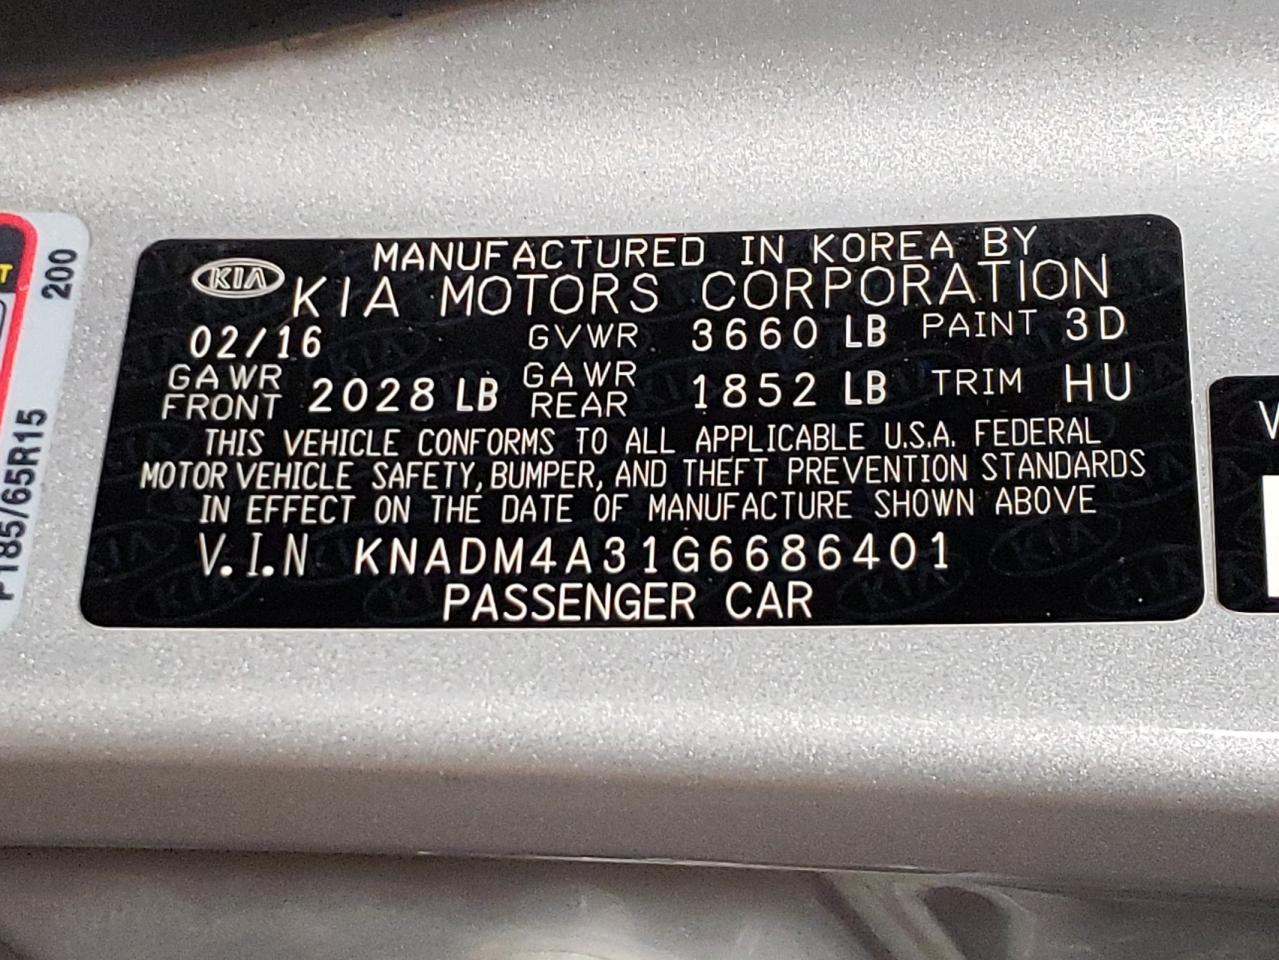 MANUFACTURED IN KOREA BY
KIA KIA MOTORS CORPORATION
02/16 GVWR 3660 LB PAINT 3D
GAWR FRONT 2028 LB GAWR REAR 1852 LB TRIM HU
THIS VEHICLE CONFORMS TO ALL APPLICABLE U.S.A. FEDERAL
MOTOR VEHICLE SAFETY, BUMPER, AND THEFT PREVENTION STANDARDS
IN EFFECT ON THE DATE OF MANUFACTURE SHOWN ABOVE
V.I.N KNADM4A31G6686401
PASSENGER CAR
T
200
P185/65R15
V